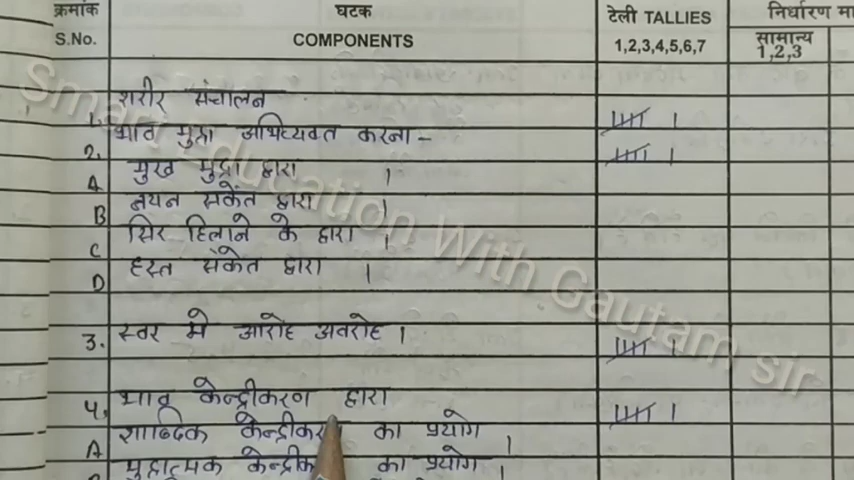 क्रमांक घटक टेली TALLIES निर्धारण मा
S.No. COMPONENTS 1,2,3,4,5,6,7 सामान्य
1,2,3
शरीर संचालन
1.
भाव मुद्रा अभिव्यक्त करना -
2.
मुख मुद्रा द्वारा ।
A
नयन संकेत द्वारा ।
B
सिर हिलाने के द्वारा ।
C
हस्त संकेत द्वारा ।
D
3. स्वर मे आरोह अवरोह ।
4. भाव केन्द्रीकरण द्वारा
शाब्दिक केन्द्रीकरण का प्रयोग ।
A
मुद्रात्मक केन्द्रीक का प्रयोग ।
Smart Education With Gautam sir